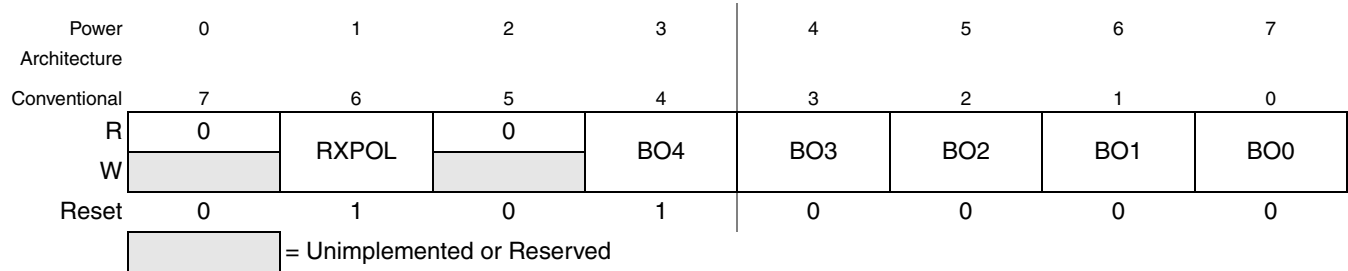 Power Architecture 0 1 2 3 4 5 6 7
Conventional 7 6 5 4 3 2 1 0
R 0 RXPOL 0 BO4 BO3 BO2 BO1 BO0
W
Reset 0 1 0 1 0 0 0 0
= Unimplemented or Reserved